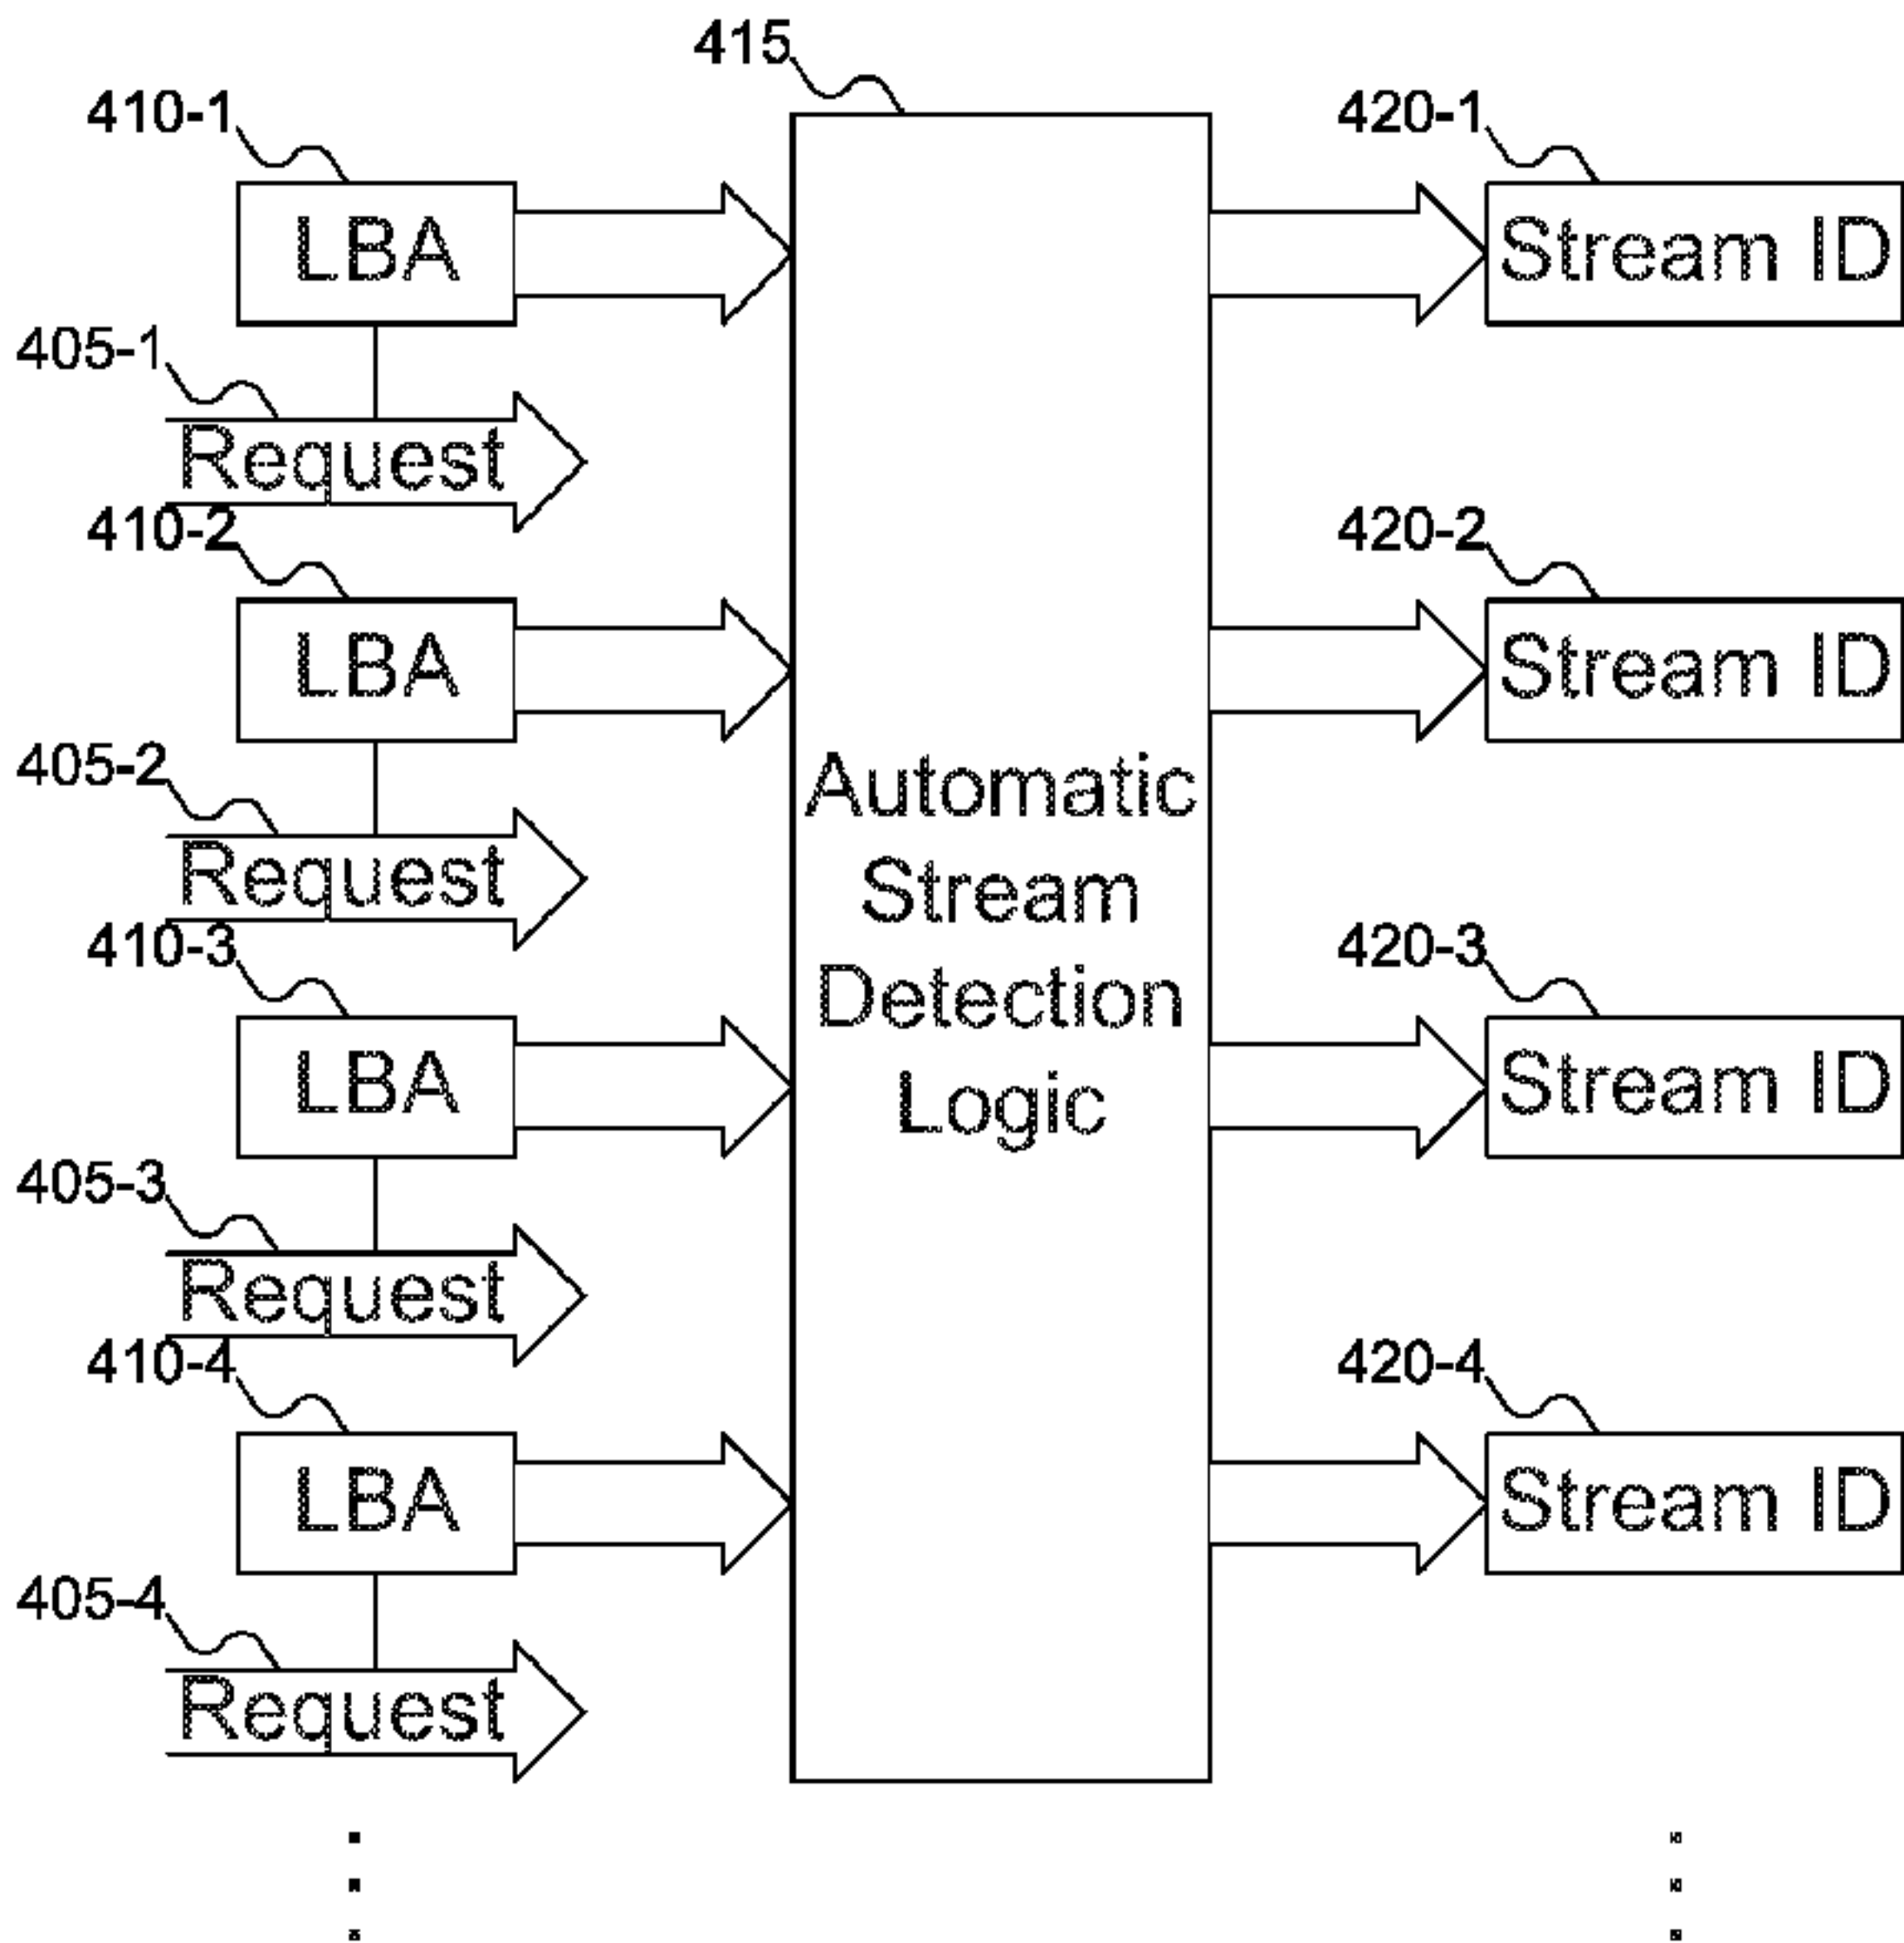 415
410-1
420-1
LBA
Stream ID
405-1
Request
410-2
420-2
LBA
Stream ID
405-2
Automatic
Stream
Detection
Logic
Request
410-3
420-3
LBA
Stream ID
405-3
Request
410-4
420-4
LBA
Stream ID
405-4
Request